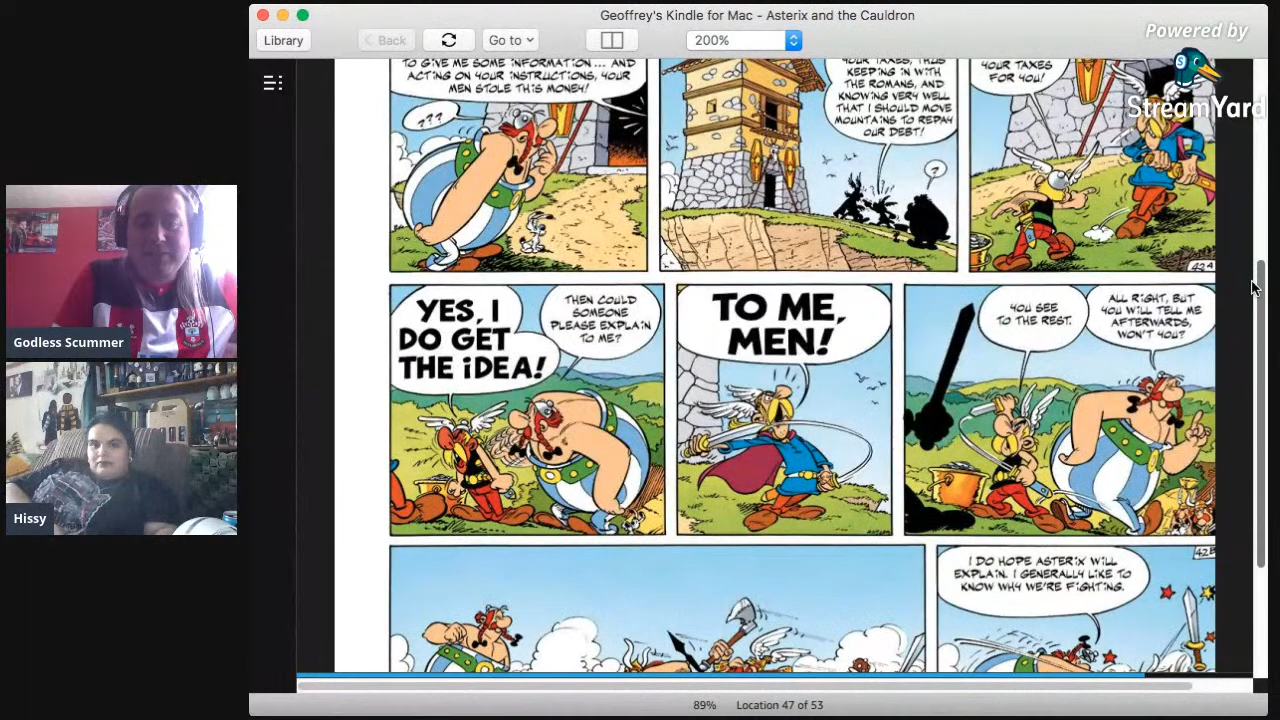 Geoffrey's Kindle for Mac - Asterix and the Cauldron
Powered by
StreamYard
Library
Back
Go to
200%
TO GIVE ME SOME INFORMATION... AND
ACTING ON YOUR INSTRUCTIONS, YOUR
MEN STOLE THIS MONEY!
???
YOUR TAXES, THUS
KEEPING IN WITH
THE ROMANS, AND
KNOWING VERY WELL
THAT I SHOULD MOVE
MOUNTAINS TO REPAY
OUR DEBT!
?
YOUR TAXES
FOR YOU!
42A
YES, I
DO GET
THE IDEA!
THEN COULD
SOMEONE
PLEASE EXPLAIN
TO ME?
TO ME,
MEN!
YOU SEE
TO THE REST.
ALL RIGHT, BUT
YOU WILL TELL ME
AFTERWARDS,
WON'T YOU?
42B
I DO HOPE ASTERIX WILL
EXPLAIN. I GENERALLY LIKE TO
KNOW WHY WE'RE FIGHTING.
Godless Scummer
Hissy
89% Location 47 of 53